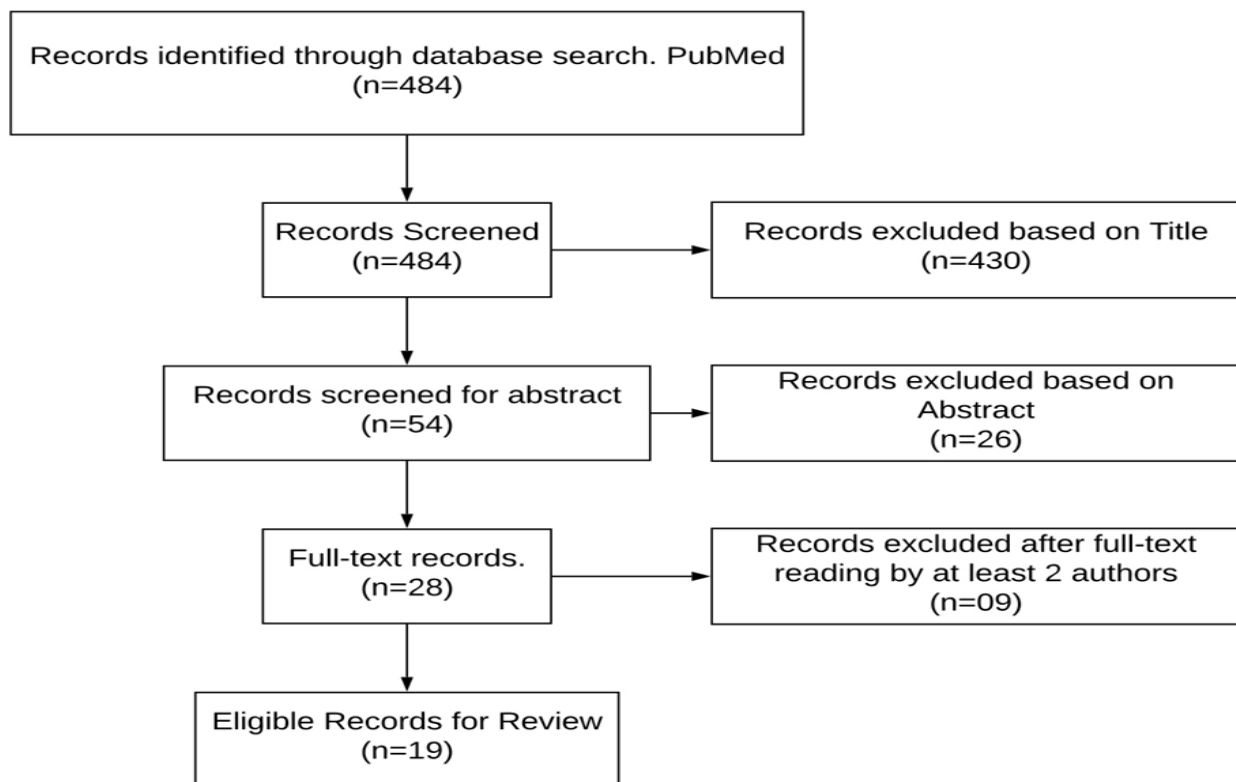 Records identified through database search. PubMed
(n=484)
Records Screened
(n=484)
Records excluded based on Title
(n=430)
Records screened for abstract
(n=54)
Records excluded based on
Abstract
(n=26)
Full-text records.
(n=28)
Records excluded after full-text
reading by at least 2 authors
(n=09)
Eligible Records for Review
(n=19)